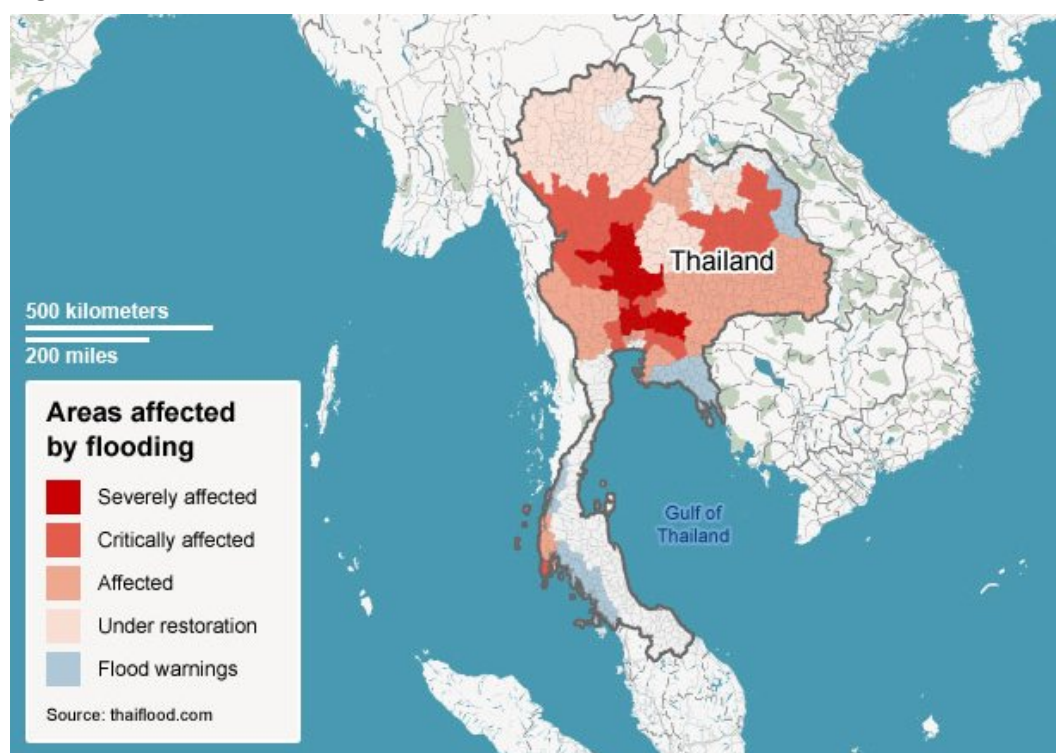 Thailand
500 kilometers
200 miles
Areas affected
by flooding
Severely affected
Critically affected
Affected
Under restoration
Flood warnings
Source: thaiflood.com
Gulf of
Thailand